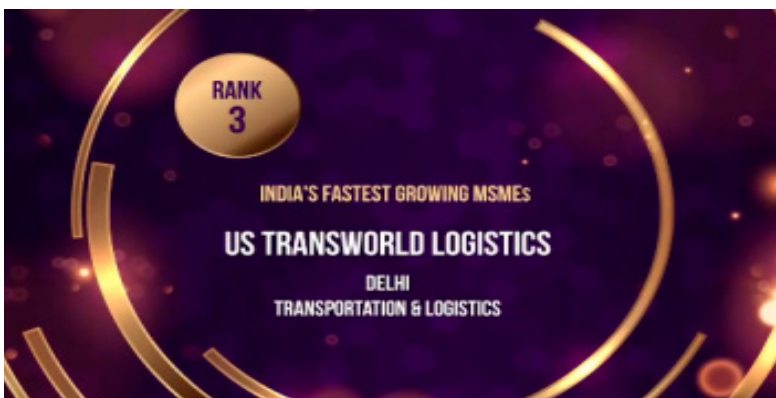 RANK
3
INDIA'S FASTEST GROWING MSMEs
US TRANSWORLD LOGISTICS
DELHI
TRANSPORTATION & LOGISTICS